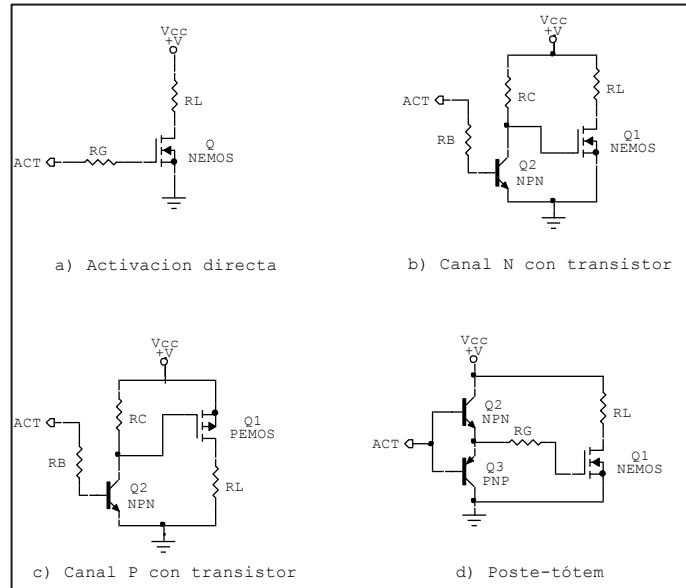 Vcc
+V
RL
RG
ACT
Q
NEMOS
a) Activacion directa
Vcc
+V
RC
RL
ACT
RB
Q1
NEMOS
Q2
NPN
b) Canal N con transistor
Vcc
+V
ACT
RC
Q1
PEMOS
RB
Q2
NPN
RL
c) Canal P con transistor
Vcc
+V
Q2
NPN
RL
RG
ACT
Q1
NEMOS
Q3
PNP
d) Poste-tótem